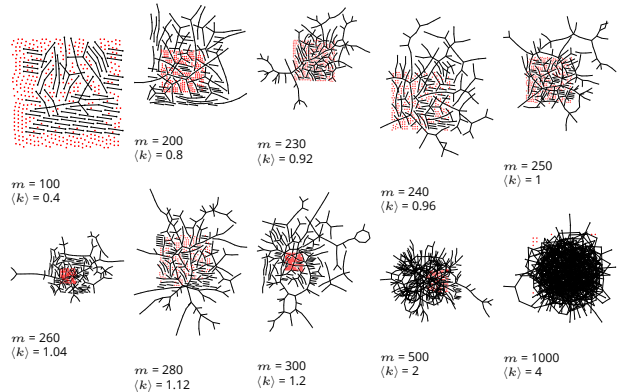 m = 100
⟨k⟩ = 0.4
m = 200
⟨k⟩ = 0.8
m = 230
⟨k⟩ = 0.92
m = 240
⟨k⟩ = 0.96
m = 250
⟨k⟩ = 1
m = 260
⟨k⟩ = 1.04
m = 280
⟨k⟩ = 1.12
m = 300
⟨k⟩ = 1.2
m = 500
⟨k⟩ = 2
m = 1000
⟨k⟩ = 4